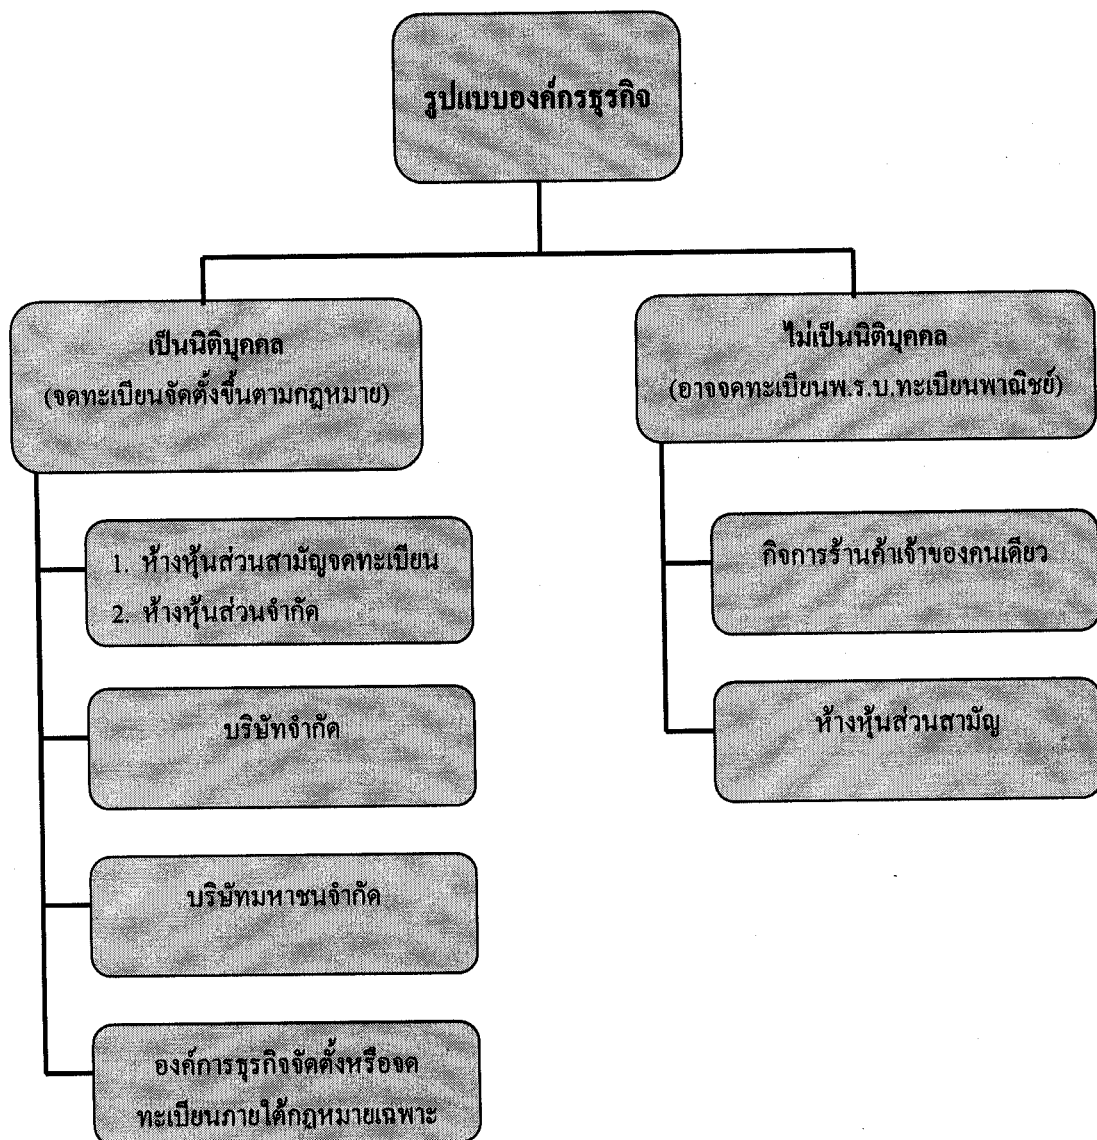 รูปแบบองค์กรธุรกิจ
เป็นนิติบุคคล
(จดทะเบียนจัดตั้งขึ้นตามกฎหมาย)
1. ห้างหุ้นส่วนสามัญจดทะเบียน
2. ห้างหุ้นส่วนจำกัด
บริษัทจำกัด
บริษัทมหาชนจำกัด
องค์การธุรกิจจัดตั้งหรือจด
ทะเบียนภายใต้กฎหมายเฉพาะ
ไม่เป็นนิติบุคคล
(อาจจดทะเบียนพ.ร.บ.ทะเบียนพาณิชย์)
กิจการร้านค้าเจ้าของคนเดียว
ห้างหุ้นส่วนสามัญ